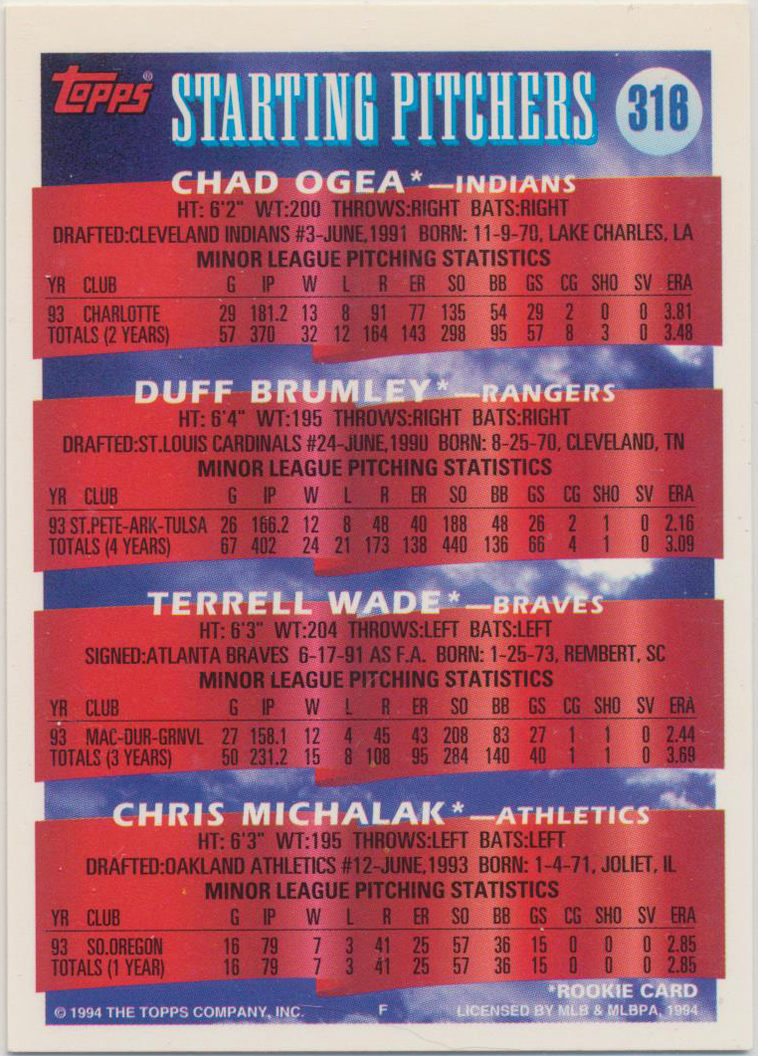 Topps® STARTING PITCHERS 316
CHAD OGEA*—INDIANS
HT: 6'2" WT:200 THROWS:RIGHT BATS:RIGHT
DRAFTED:CLEVELAND INDIANS #3-JUNE,1991 BORN: 11-9-70, LAKE CHARLES, LA
MINOR LEAGUE PITCHING STATISTICS
YR CLUB G IP W L R ER SO BB GS CG SHO SV ERA
93 CHARLOTTE 29 181.2 13 8 91 77 135 54 29 2 0 0 3.81
TOTALS (2 YEARS) 57 370 32 12 164 143 298 95 57 8 3 0 3.48
DUFF BRUMLEY*—RANGERS
HT: 6'4" WT:195 THROWS:RIGHT BATS:RIGHT
DRAFTED:ST.LOUIS CARDINALS #24-JUNE,1990 BORN: 8-25-70, CLEVELAND, TN
MINOR LEAGUE PITCHING STATISTICS
YR CLUB G IP W L R ER SO BB GS CG SHO SV ERA
93 ST.PETE-ARK-TULSA 26 166.2 12 8 48 40 188 48 26 2 1 0 2.16
TOTALS (4 YEARS) 67 402 24 21 173 138 440 136 66 4 1 0 3.09
TERRELL WADE*—BRAVES
HT: 6'3" WT:204 THROWS:LEFT BATS:LEFT
SIGNED:ATLANTA BRAVES 6-17-91 AS F.A. BORN: 1-25-73, REMBERT, SC
MINOR LEAGUE PITCHING STATISTICS
YR CLUB G IP W L R ER SO BB GS CG SHO SV ERA
93 MAC-DUR-GRNVL 27 158.1 12 4 45 43 208 83 27 1 1 0 2.44
TOTALS (3 YEARS) 50 231.2 15 8 108 95 284 140 40 1 1 0 3.69
CHRIS MICHALAK*—ATHLETICS
HT: 6'3" WT:195 THROWS:LEFT BATS:LEFT
DRAFTED:OAKLAND ATHLETICS #12-JUNE,1993 BORN: 1-4-71, JOLIET, IL
MINOR LEAGUE PITCHING STATISTICS
YR CLUB G IP W L R ER SO BB GS CG SHO SV ERA
93 SO.OREGON 16 79 7 3 41 25 57 36 15 0 0 0 2.85
TOTALS (1 YEAR) 16 79 7 3 41 25 57 36 15 0 0 0 2.85
*ROOKIE CARD
© 1994 THE TOPPS COMPANY, INC. F LICENSED BY MLB & MLBPA, 1994